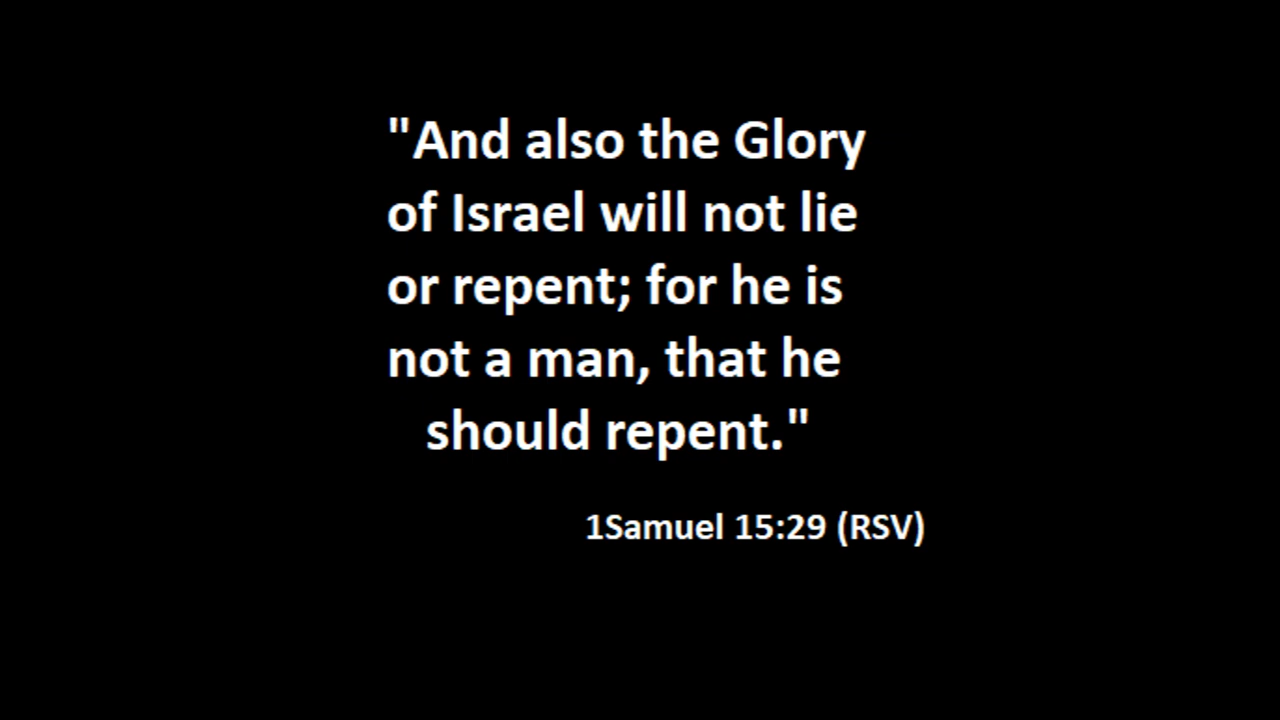 "And also the Glory
of Israel will not lie
or repent; for he is
not a man, that he
should repent."
1Samuel 15:29 (RSV)